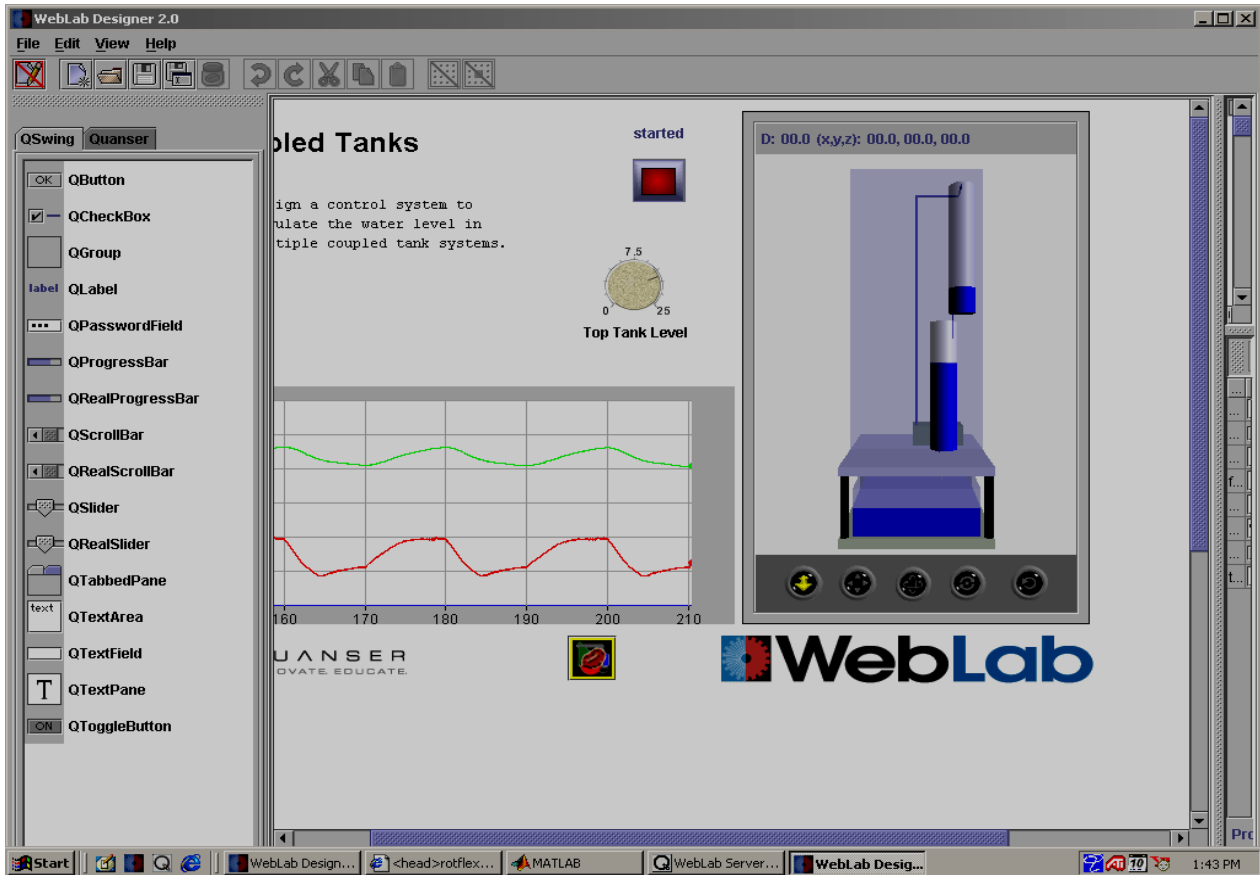 WebLab Designer 2.0
File Edit View Help
QSwing Quanser
OK QButton
QCheckBox
QGroup
label QLabel
QPasswordField
QProgressBar
QRealProgressBar
QScrollBar
QRealScrollBar
QSlider
QRealSlider
QTabbedPane
text QTextArea
QTextField
T QTextPane
ON QToggleButton
pled Tanks
ign a control system to
ulate the water level in
tiple coupled tank systems.
started
7.5
0 25
Top Tank Level
160 170 180 190 200 210
UANSER
OVATE. EDUCATE.
D: 00.0 (x,y,z): 00.0, 00.0, 00.0
WebLab
...
...
...
...
f...
...
...
...
t...
Pro
Start
WebLab Design...
<head>rotflex...
MATLAB
Q WebLab Server...
WebLab Desig...
10
1:43 PM